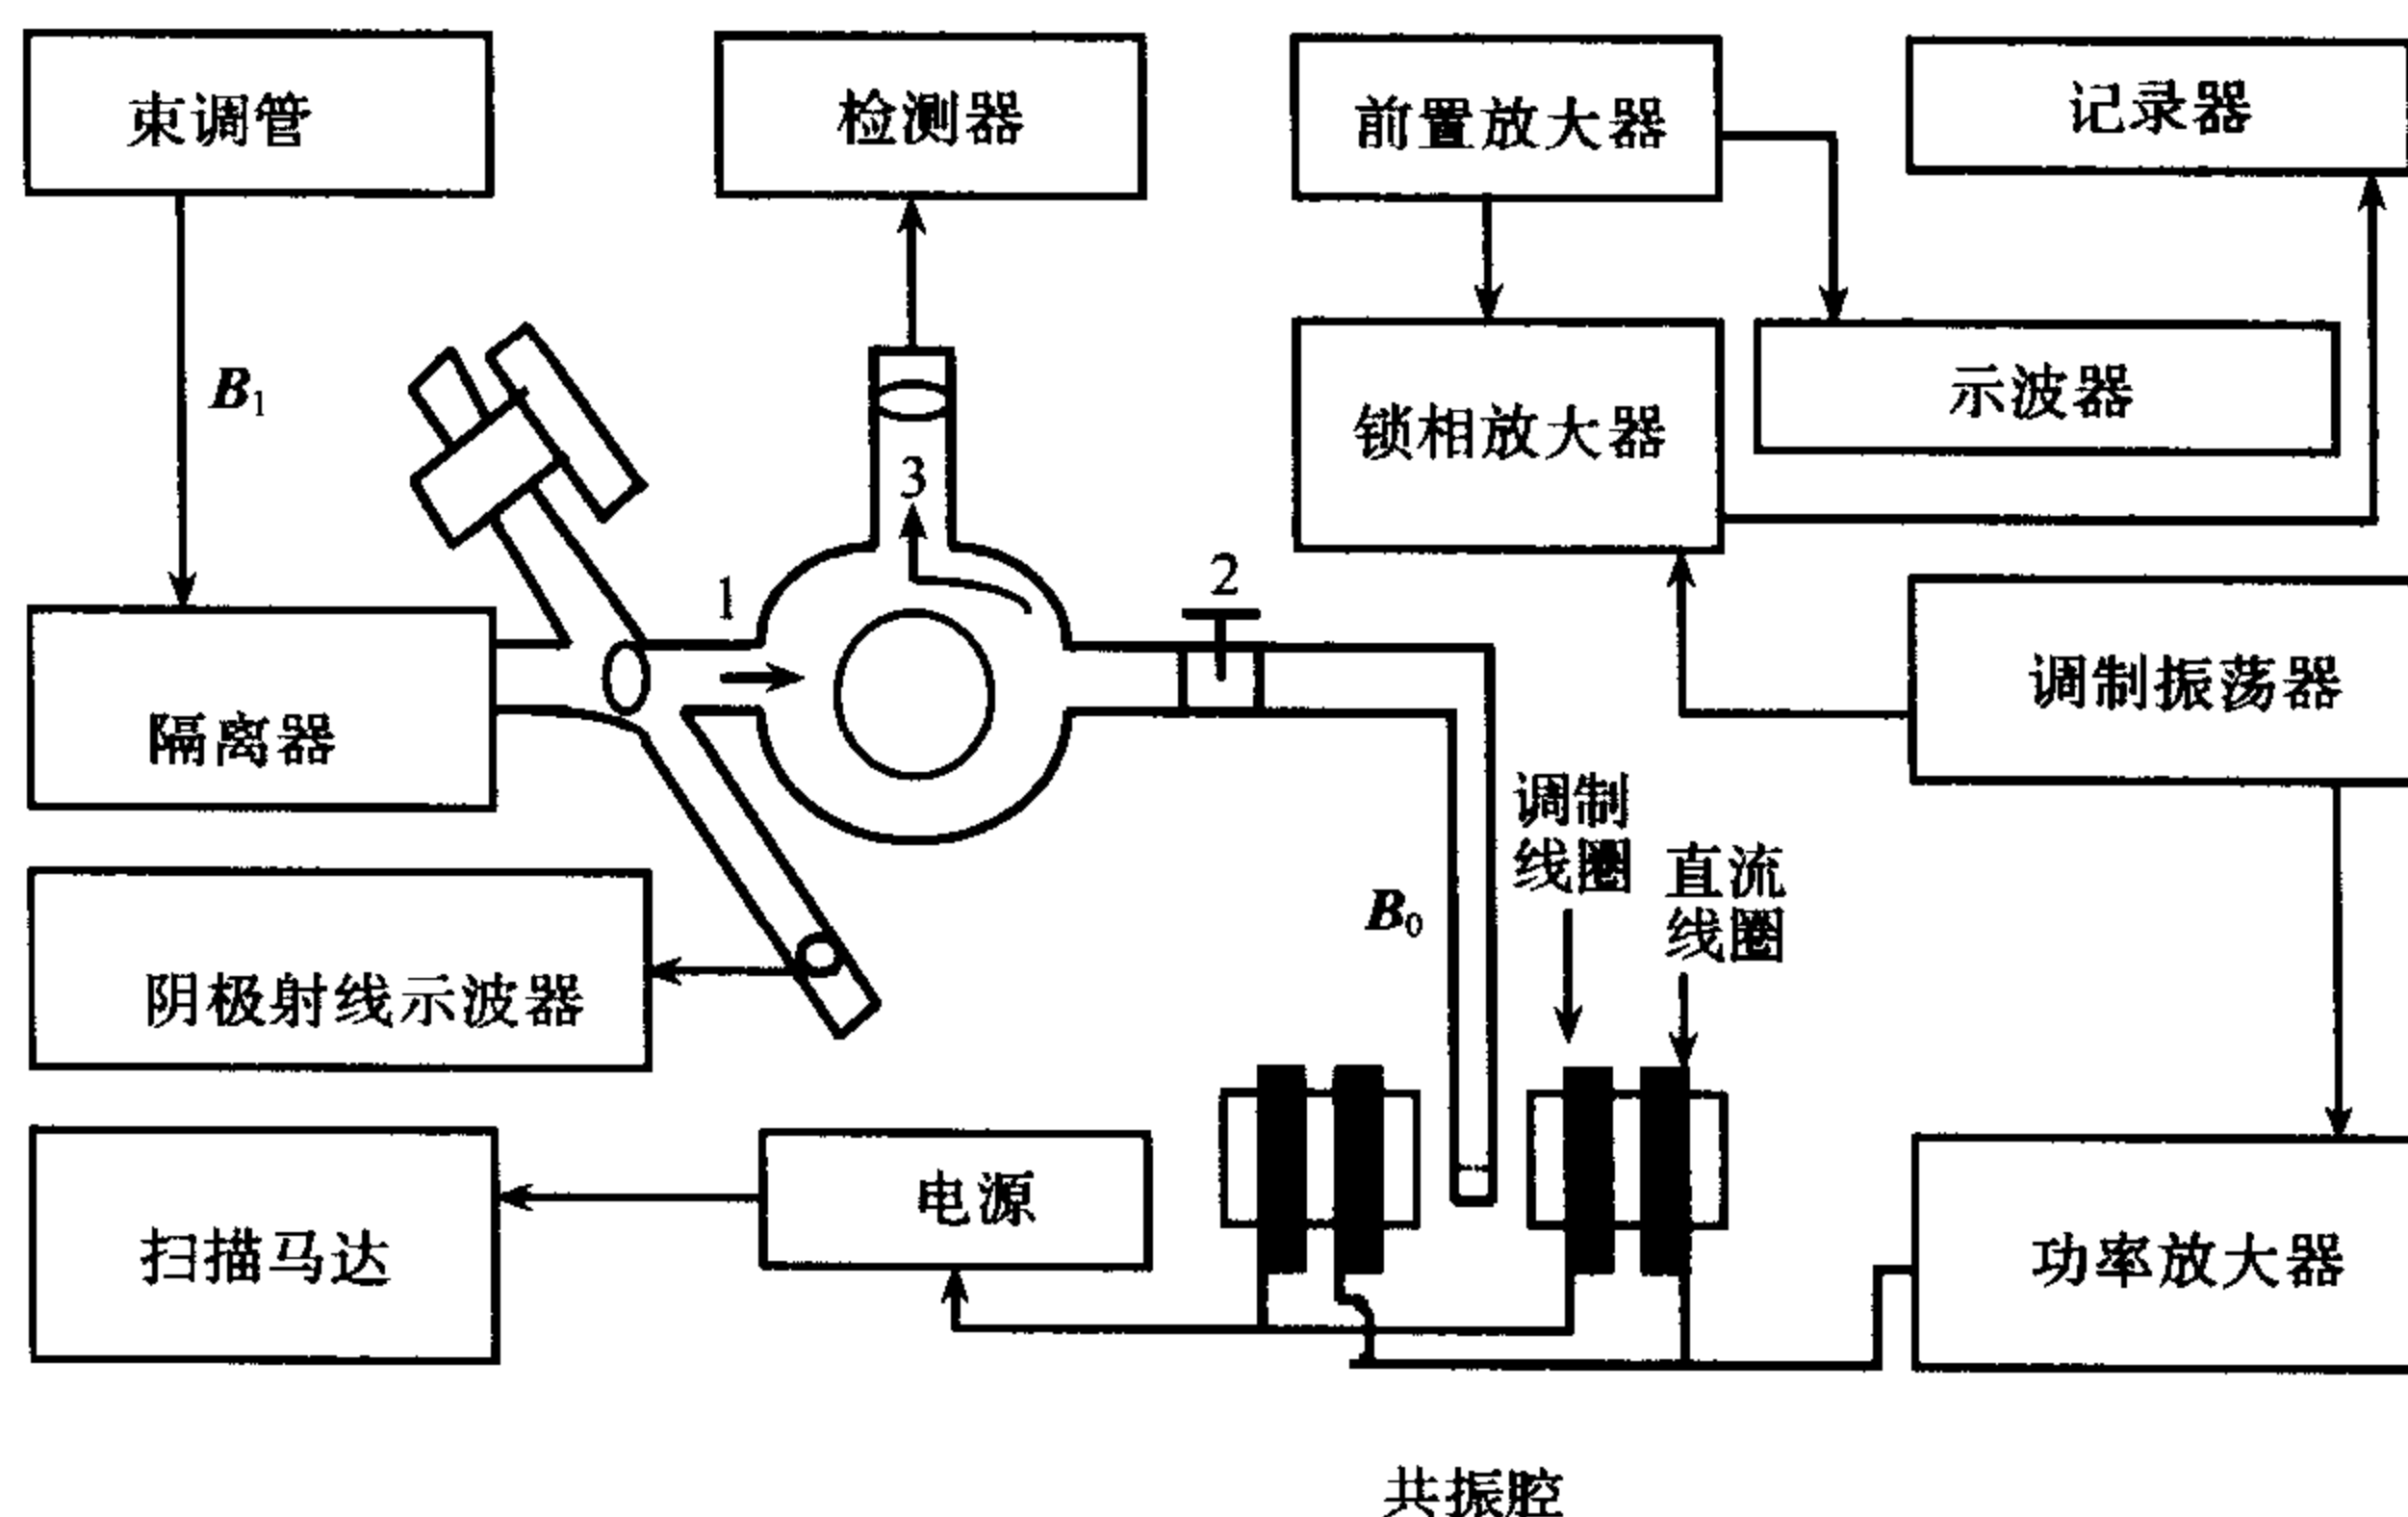 束调管
检测器
前置放大器
记录器
B1
锁相放大器
示波器
3
1
2
隔离器
调制振荡器
调制
线圈
直流
线圈
B0
阴极射线示波器
扫描马达
电源
功率放大器
共振腔